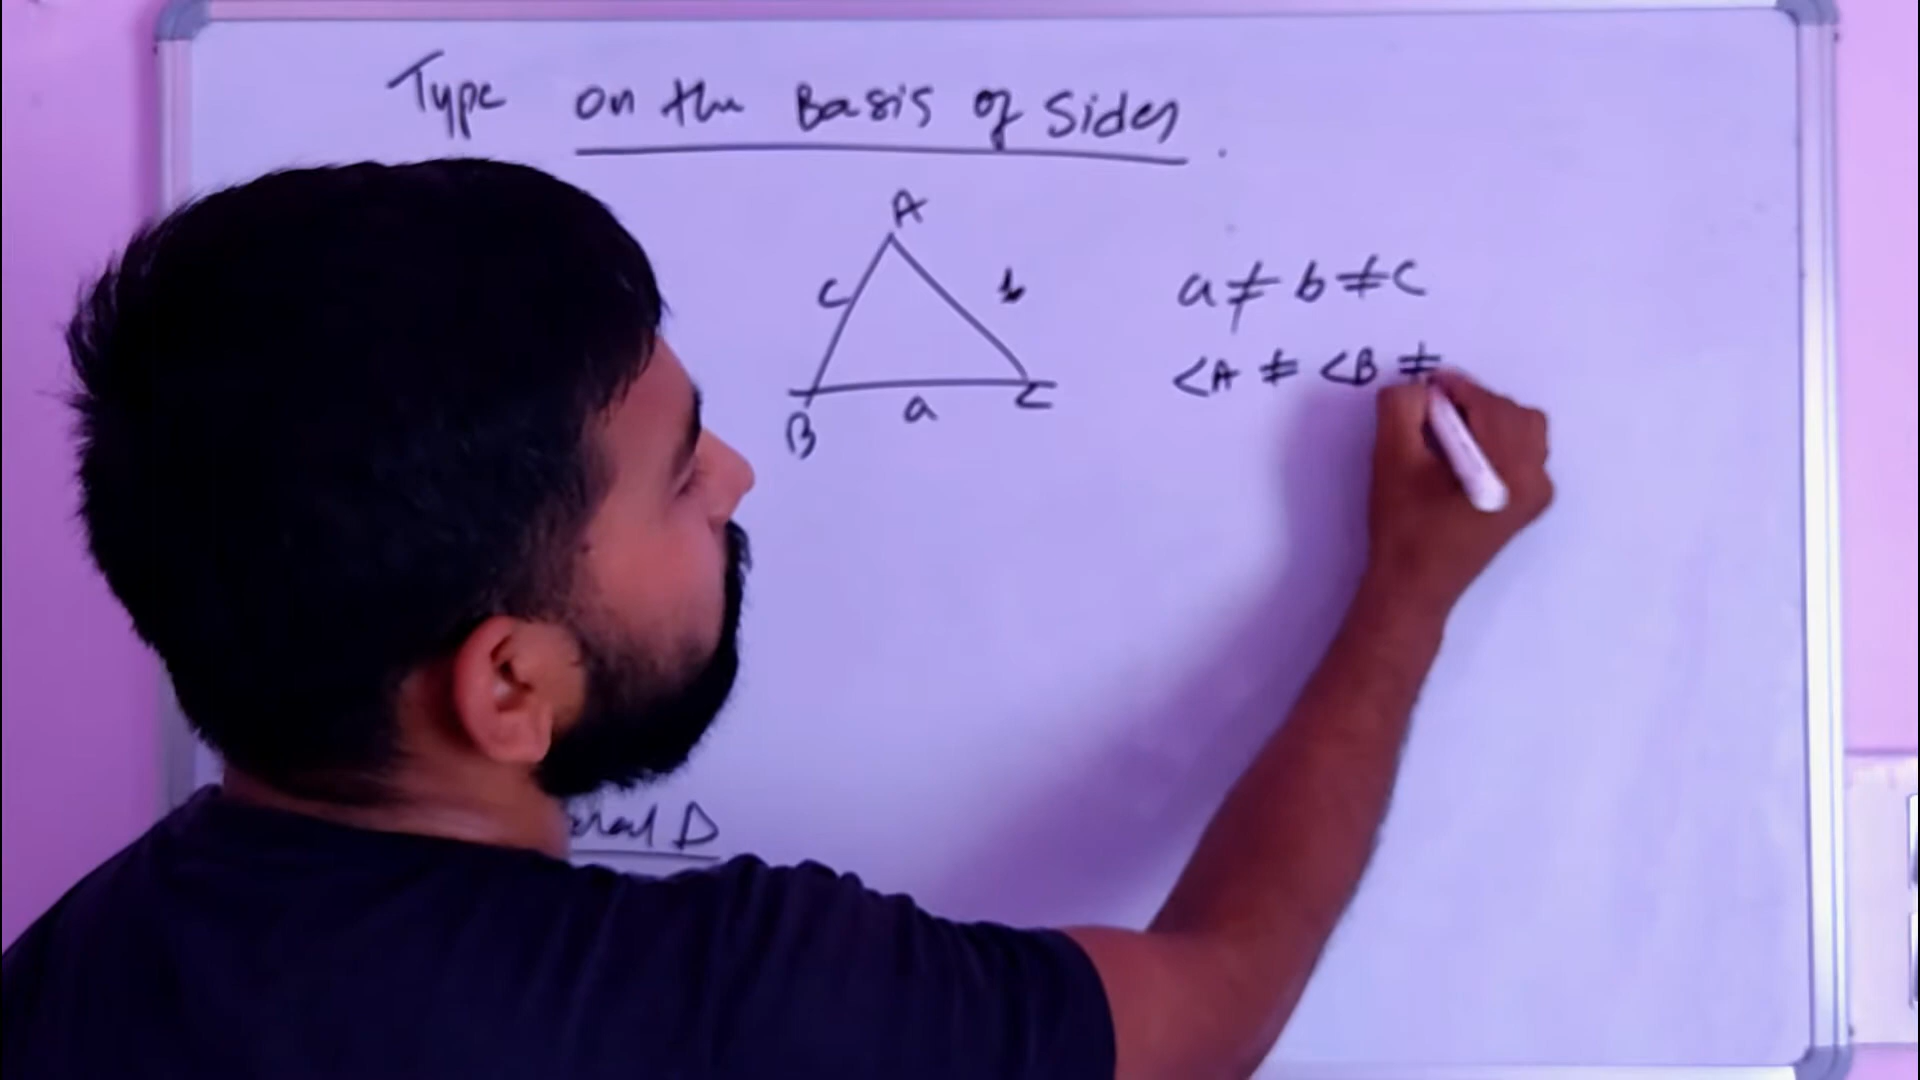 Type on the Basis of Sides.
A
c b
B a C
a ≠ b ≠ c
<A ≠ <B ≠
D